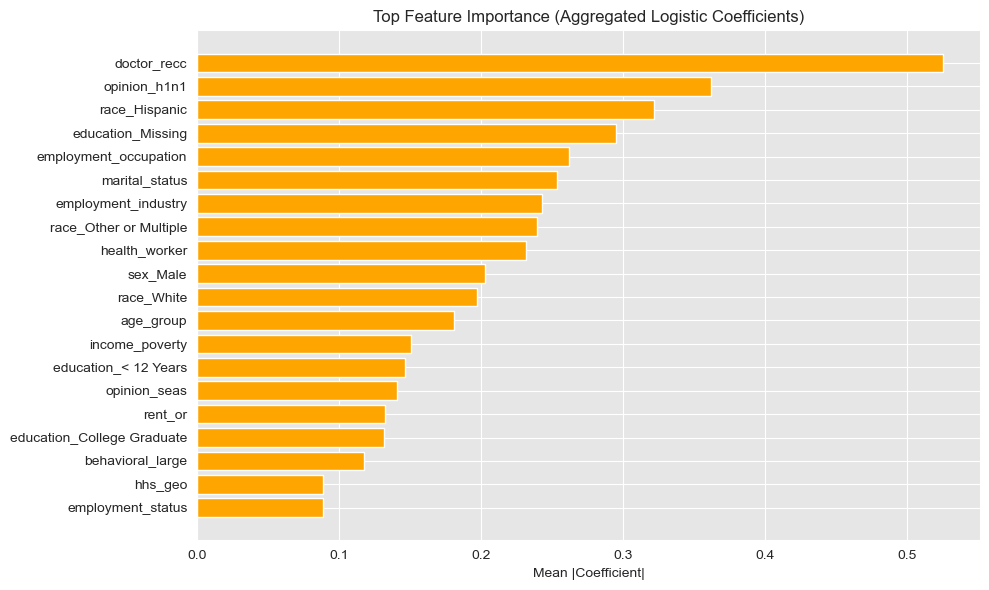 Top Feature Importance (Aggregated Logistic Coefficients)
doctor_recc
opinion_h1n1
race_Hispanic
education_Missing
employment_occupation
marital_status
employment_industry
race_Other or Multiple
health_worker
sex_Male
race_White
age_group
income_poverty
education_< 12 Years
opinion_seas
rent_or
education_College Graduate
behavioral_large
hhs_geo
employment_status
0.0 0.1 0.2 0.3 0.4 0.5
Mean |Coefficient|